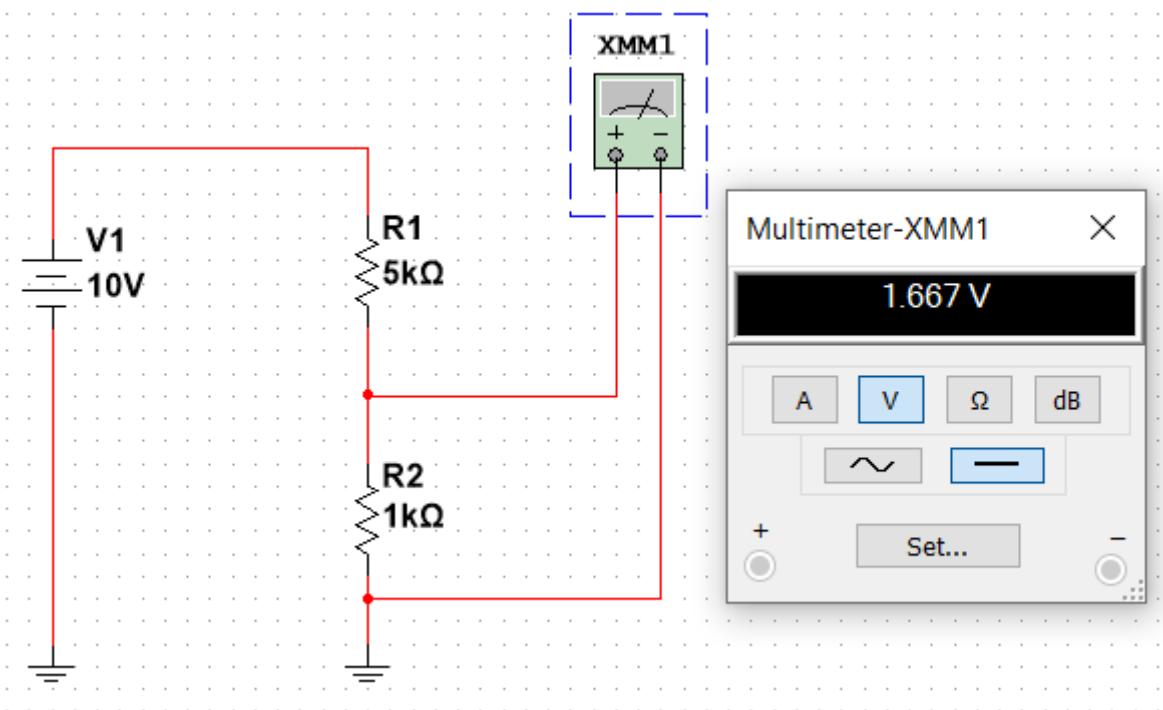 XMM1
+ −
V1
10V
R1
5kΩ
R2
1kΩ
Multimeter-XMM1
1.667 V
A V Ω dB
+ −
Set...